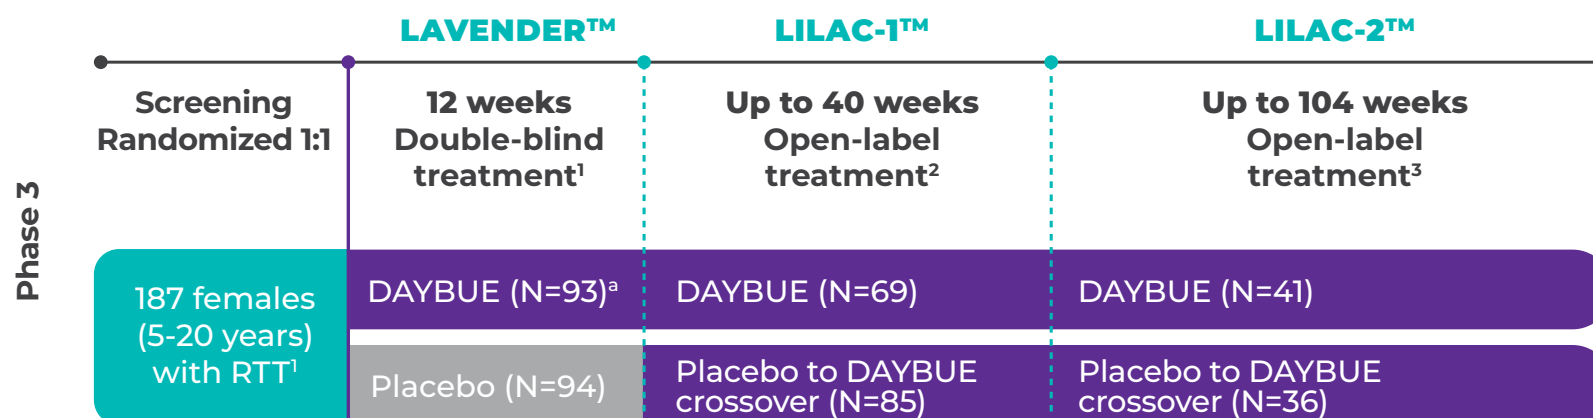 LAVENDER™
LILAC-1™
LILAC-2™
Screening
Randomized 1:1
12 weeks
Double-blind
treatment¹
Up to 40 weeks
Open-label
treatment²
Up to 104 weeks
Open-label
treatment³
Phase 3
187 females
(5-20 years)
with RTT¹
DAYBUE (N=93)ᵃ
DAYBUE (N=69)
DAYBUE (N=41)
Placebo (N=94)
Placebo to DAYBUE
crossover (N=85)
Placebo to DAYBUE
crossover (N=36)